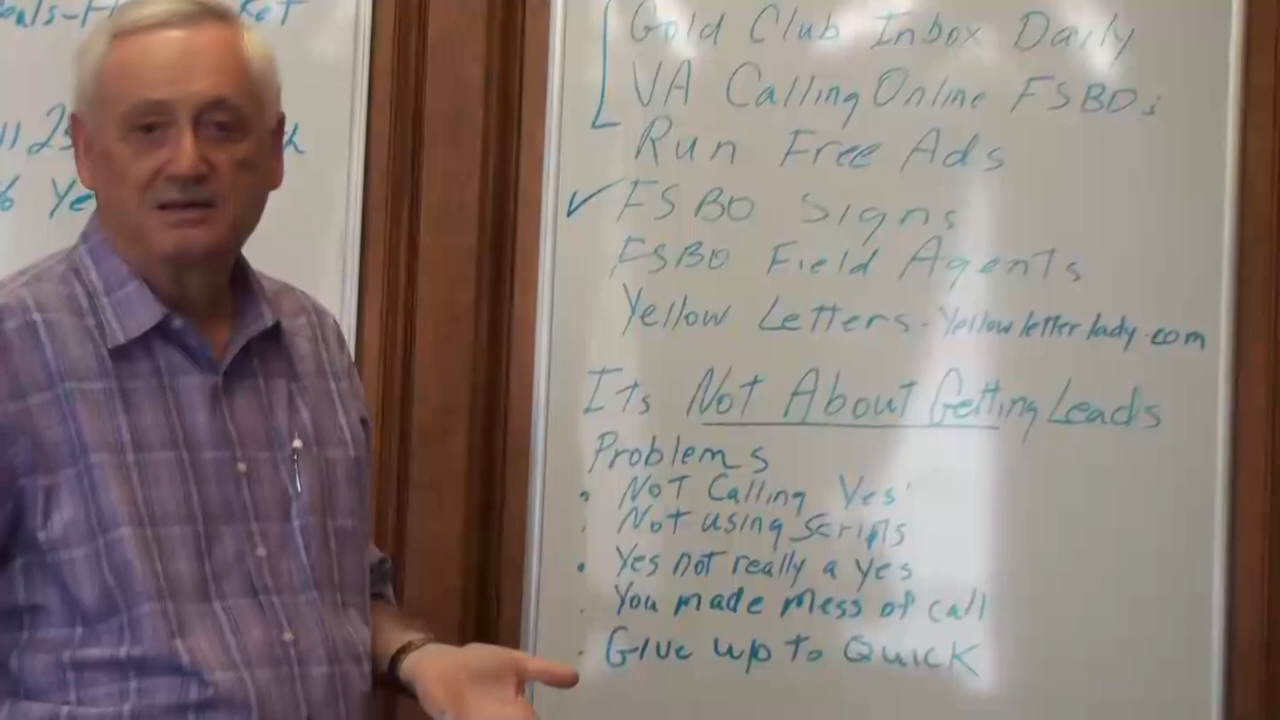 Gold Club Inbox Daily
VA Calling Online FSBOs
Run Free Ads
✓ FSBO Signs
FSBO Field Agents
Yellow Letters - Yellowletterlady.com
Its Not About Getting Leads
Problems
• Not Calling Yes'
• Not using scripts
• Yes not really a yes
• You made mess of call
• Give up to Quick